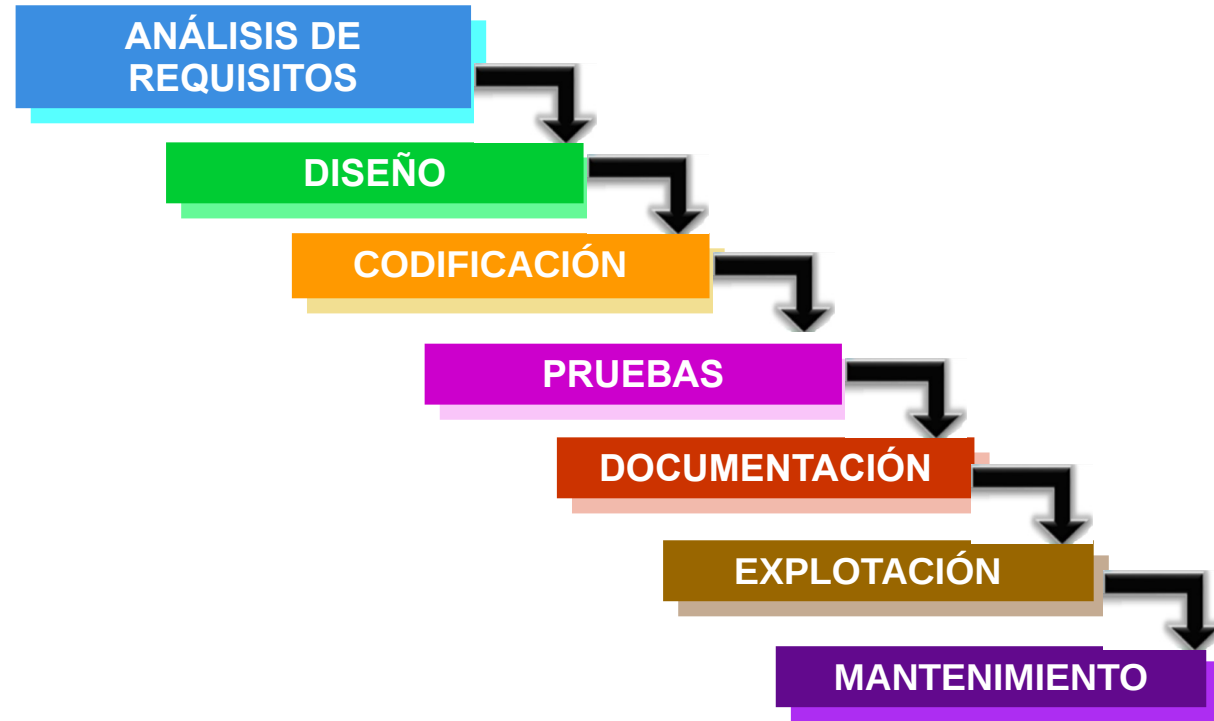 ANÁLISIS DE
REQUISITOS
DISEÑO
CODIFICACIÓN
PRUEBAS
DOCUMENTACIÓN
EXPLOTACIÓN
MANTENIMIENTO